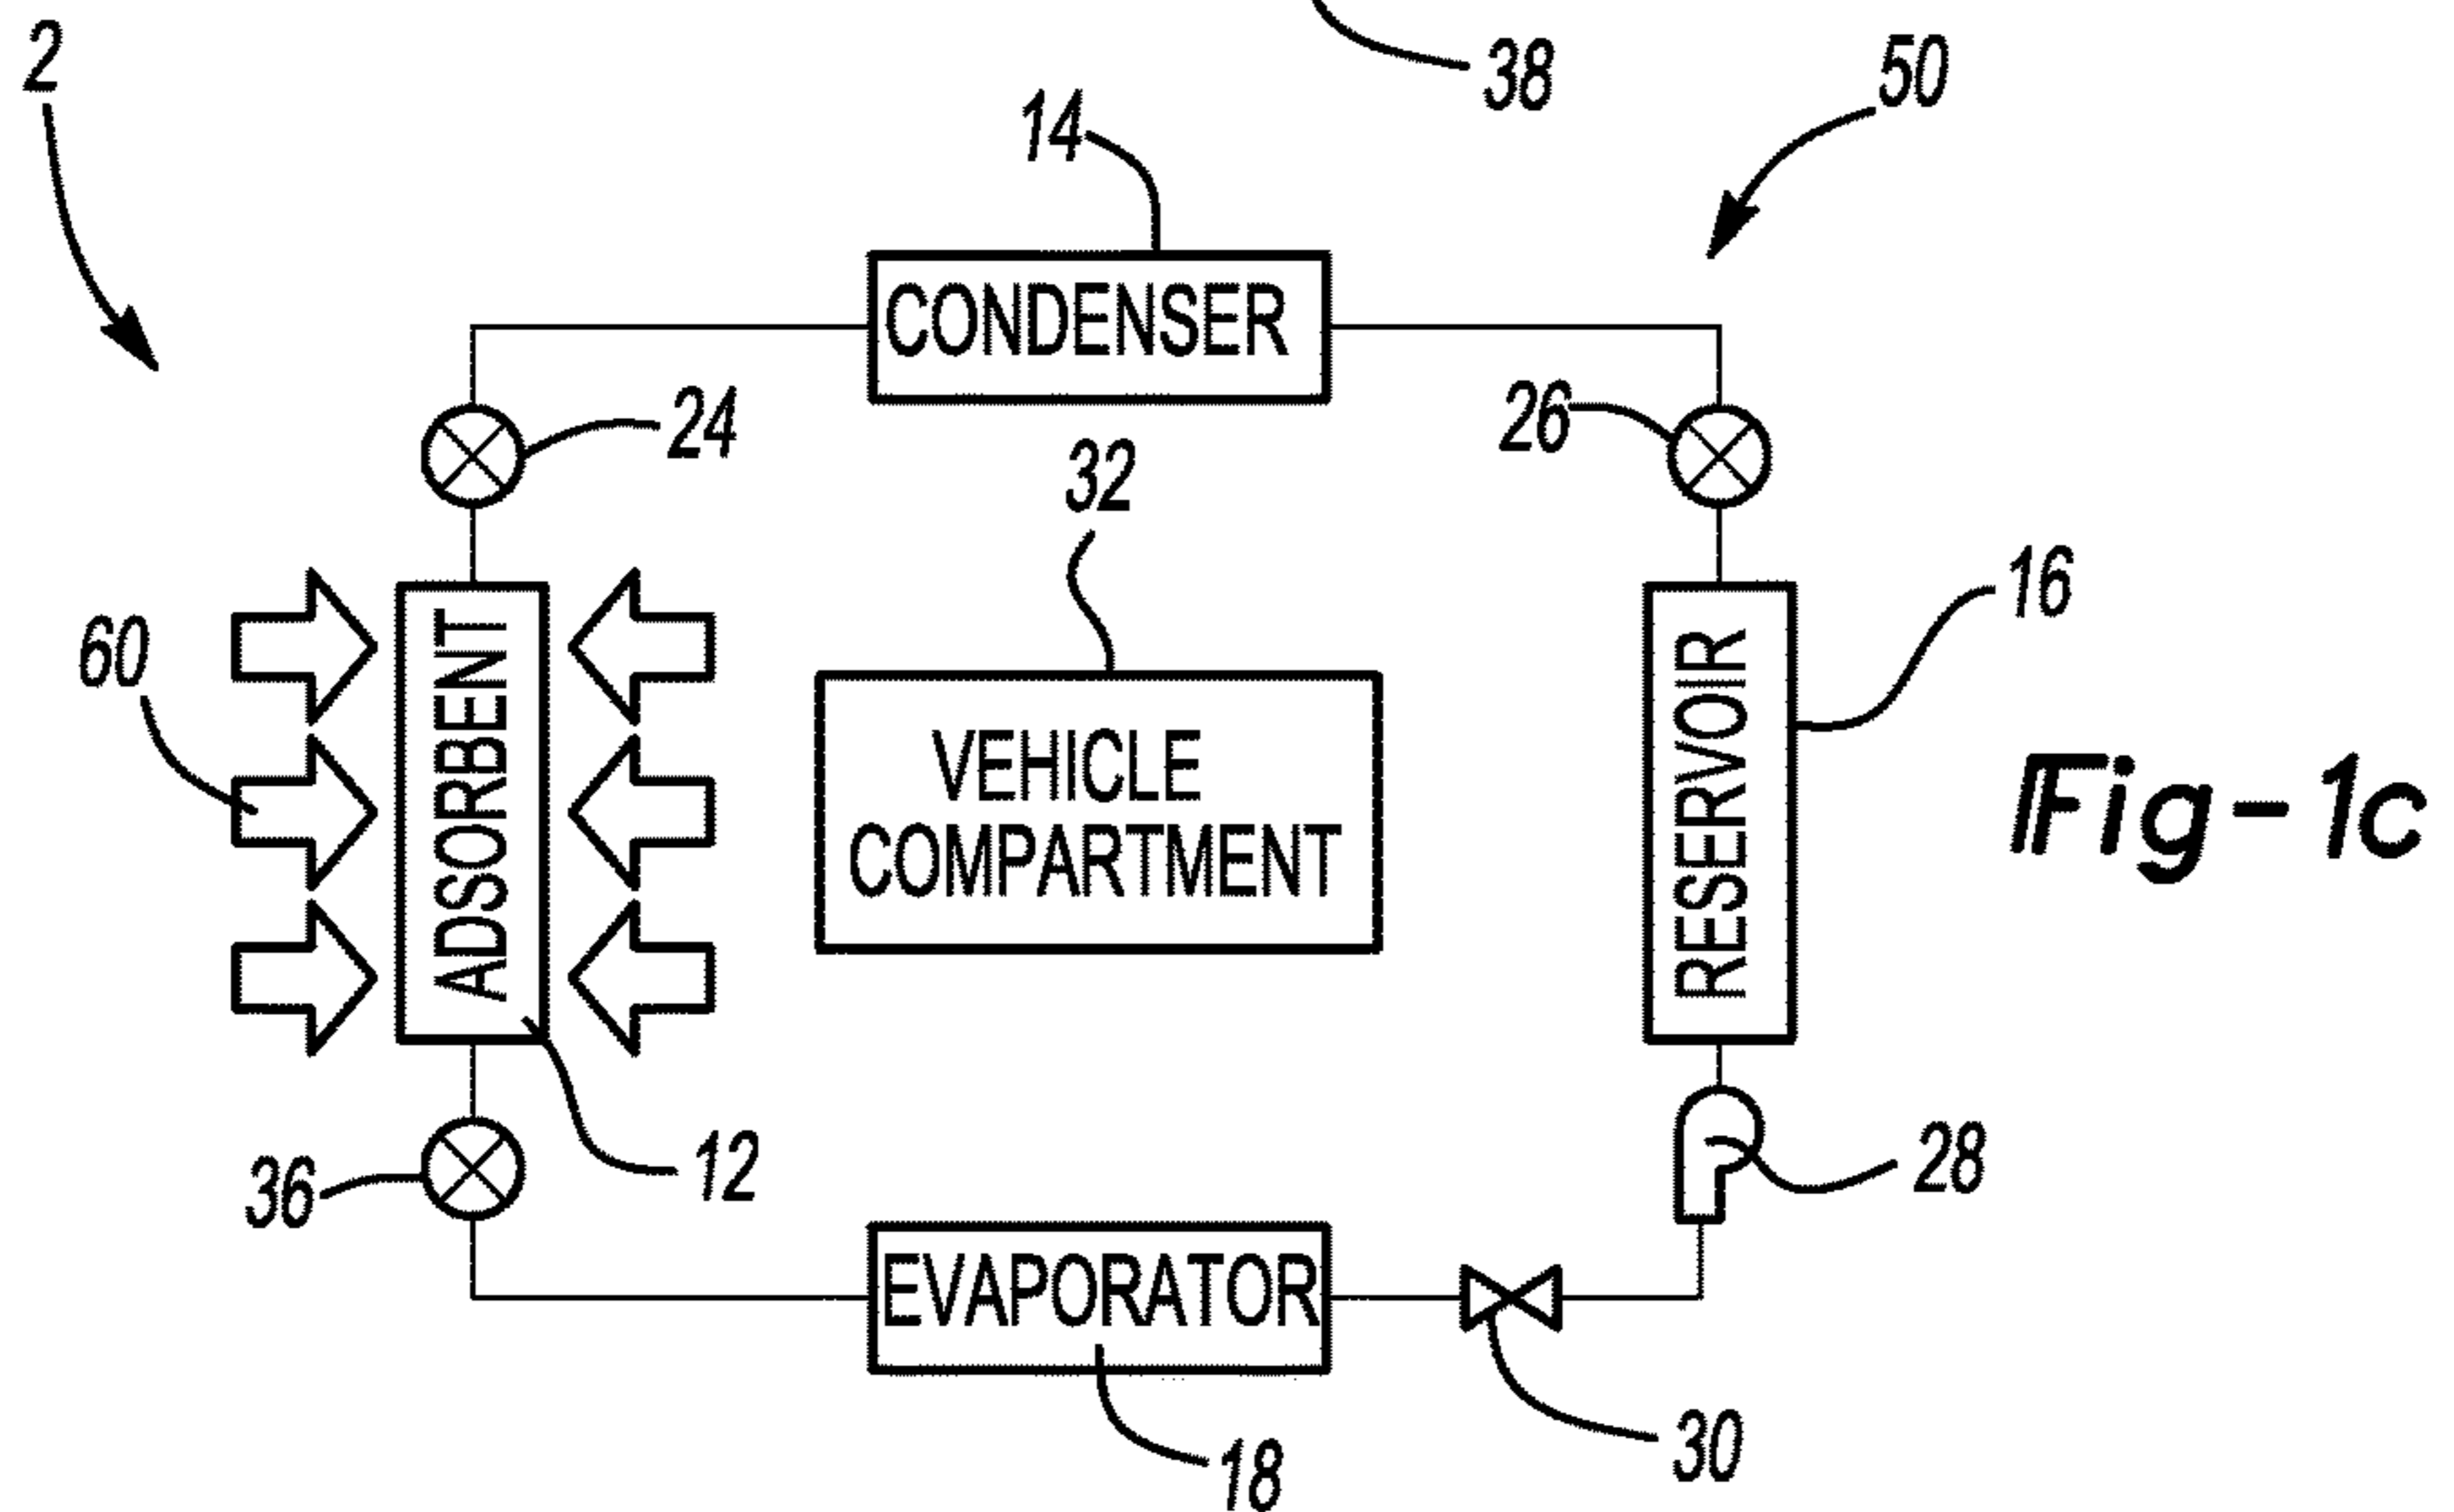 2
38
50
14
CONDENSER
24
26
32
16
60
ADSORBENT
VEHICLE
COMPARTMENT
RESERVOIR
Fig-1c
36
12
28
EVAPORATOR
18
30